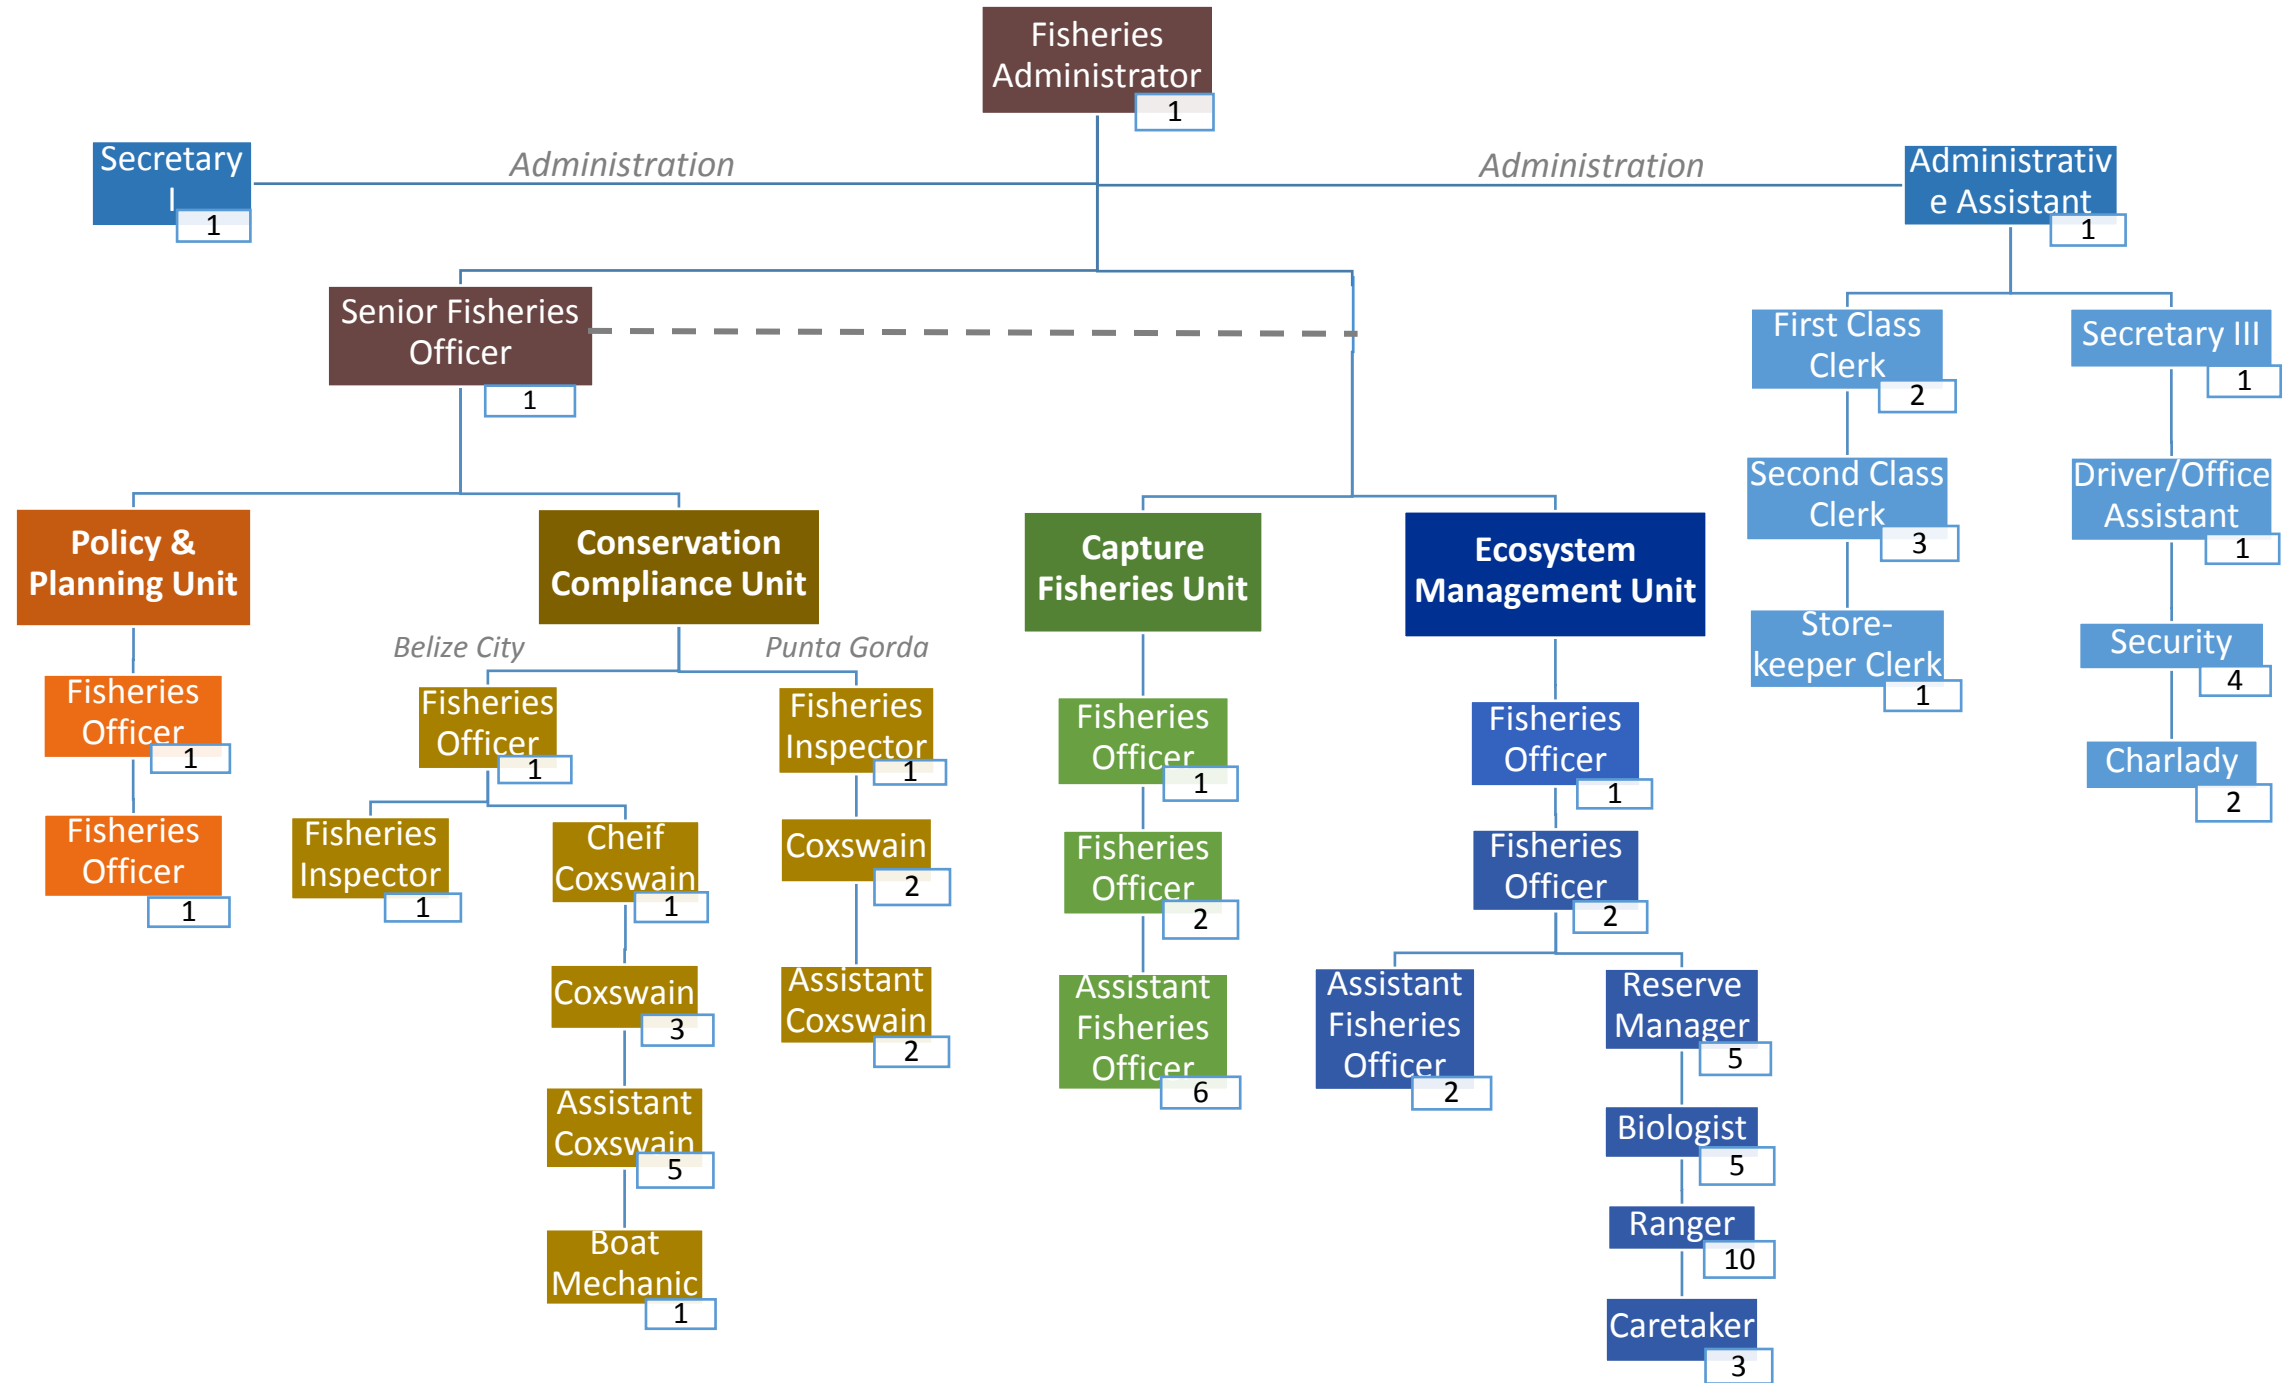 Fisheries
Administrator
1
Secretary
I
1
Administration
Administration
Administrativ
e Assistant
1
Senior Fisheries
Officer
1
First Class
Clerk
2
Secretary III
1
Second Class
Clerk
3
Driver/Office
Assistant
1
Store-
keeper Clerk
1
Security
4
Charlady
2
Policy &
Planning Unit
Fisheries
Officer
1
Fisheries
Officer
1
Conservation
Compliance Unit
Belize City
Punta Gorda
Fisheries
Officer
1
Fisheries
Inspector
1
Cheif
Coxswain
1
Coxswain
3
Assistant
Coxswain
5
Boat
Mechanic
1
Fisheries
Inspector
1
Coxswain
2
Assistant
Coxswain
2
Capture
Fisheries Unit
Fisheries
Officer
1
Fisheries
Officer
2
Assistant
Fisheries
Officer
6
Ecosystem
Management Unit
Fisheries
Officer
1
Fisheries
Officer
2
Assistant
Fisheries
Officer
2
Reserve
Manager
5
Biologist
5
Ranger
10
Caretaker
3